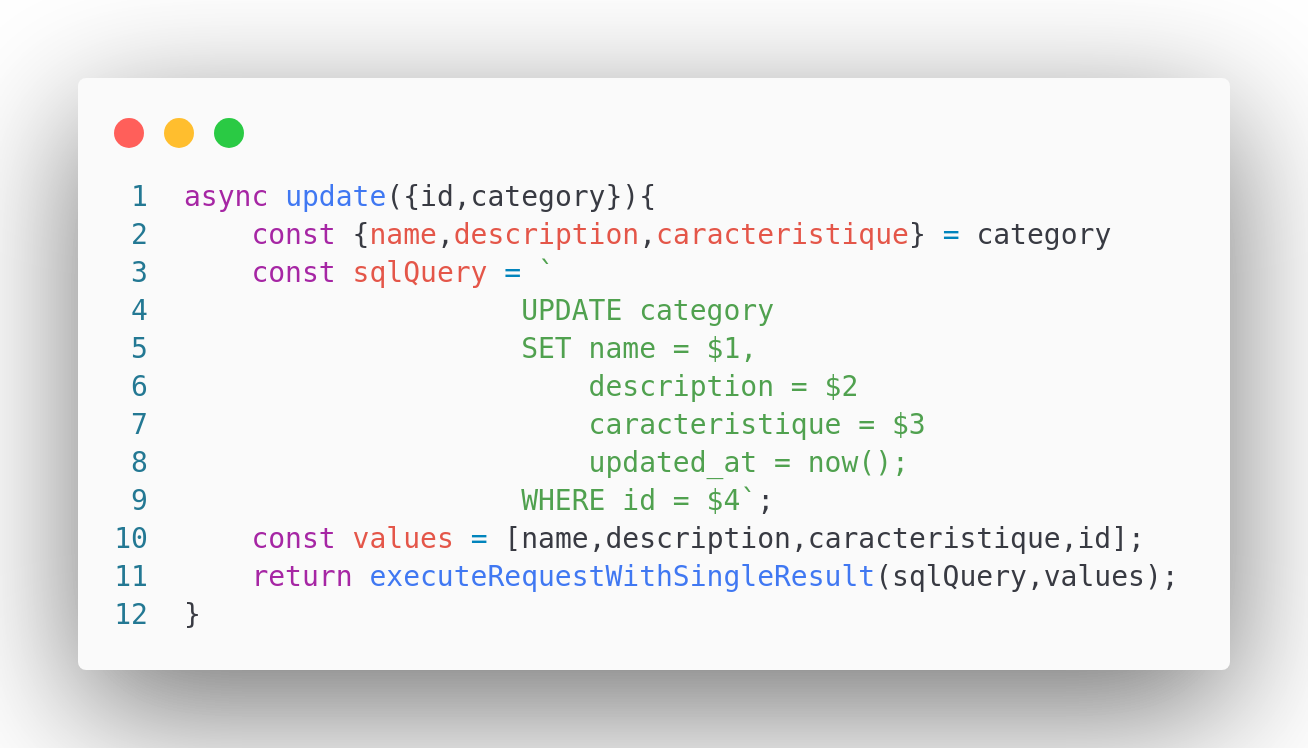 1 async update({id,category}){
2     const {name,description,caracteristique} = category
3     const sqlQuery = `
4                     UPDATE category
5                     SET name = $1,
6                         description = $2
7                         caracteristique = $3
8                         updated_at = now();
9                     WHERE id = $4`;
10     const values = [name,description,caracteristique,id];
11     return executeRequestWithSingleResult(sqlQuery,values);
12 }